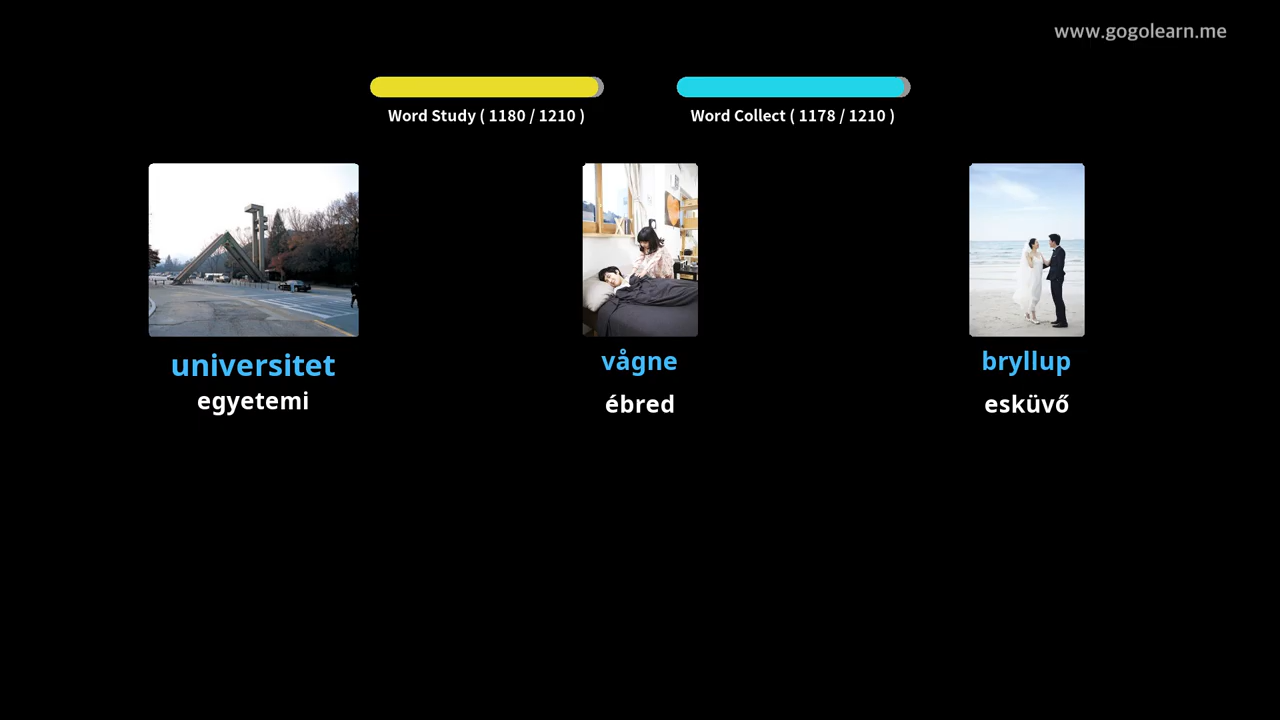 www.gogolearn.me
Word Study ( 1180 / 1210 )
Word Collect ( 1178 / 1210 )
universitet
egyetemi
vågne
ébred
bryllup
esküvő